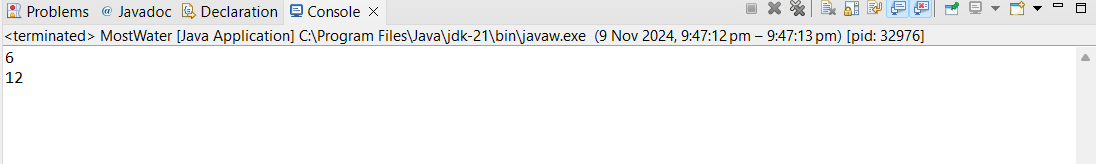 Problems @ Javadoc Declaration Console
<terminated> MostWater [Java Application] C:\Program Files\Java\jdk-21\bin\javaw.exe (9 Nov 2024, 9:47:12 pm – 9:47:13 pm) [pid: 32976]
6
12